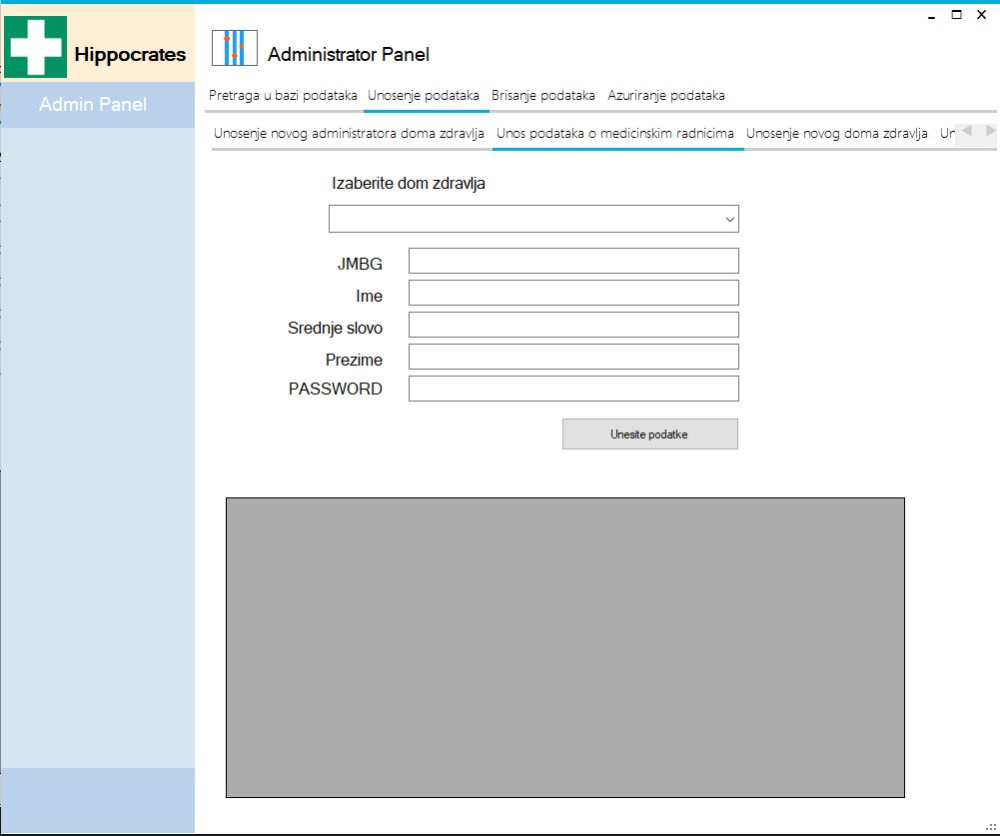 Hippocrates
Administrator Panel
Admin Panel
Pretraga u bazi podataka Unosenje podataka Brisanje podataka Azuriranje podataka
Unosenje novog administratora doma zdravlja Unos podataka o medicinskim radnicima Unosenje novog doma zdravlja Un
Izaberite dom zdravlja
JMBG
Ime
Srednje slovo
Prezime
PASSWORD
Unesite podatke